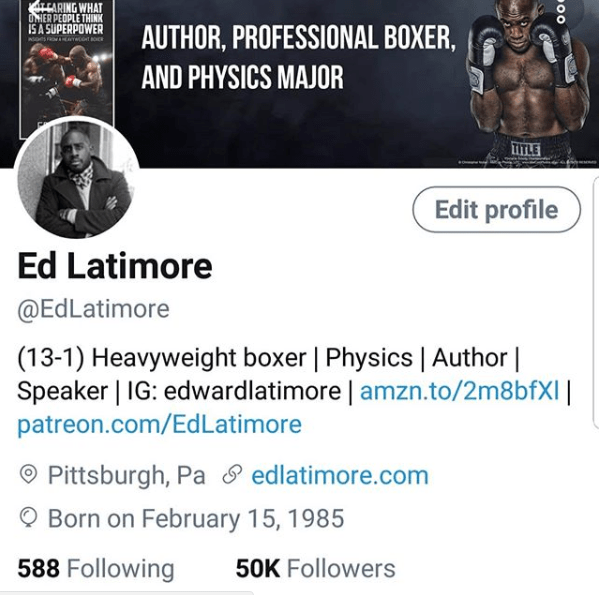 NOT CARING WHAT
OTHER PEOPLE THINK
IS A SUPERPOWER
INSIGHTS FROM A HEAVYWEIGHT BOXER
AUTHOR, PROFESSIONAL BOXER,
AND PHYSICS MAJOR
TITLE
Edit profile
Ed Latimore
@EdLatimore
(13-1) Heavyweight boxer | Physics | Author |
Speaker | IG: edwardlatimore | amzn.to/2m8bfXl |
patreon.com/EdLatimore
Pittsburgh, Pa edlatimore.com
Born on February 15, 1985
588 Following 50K Followers